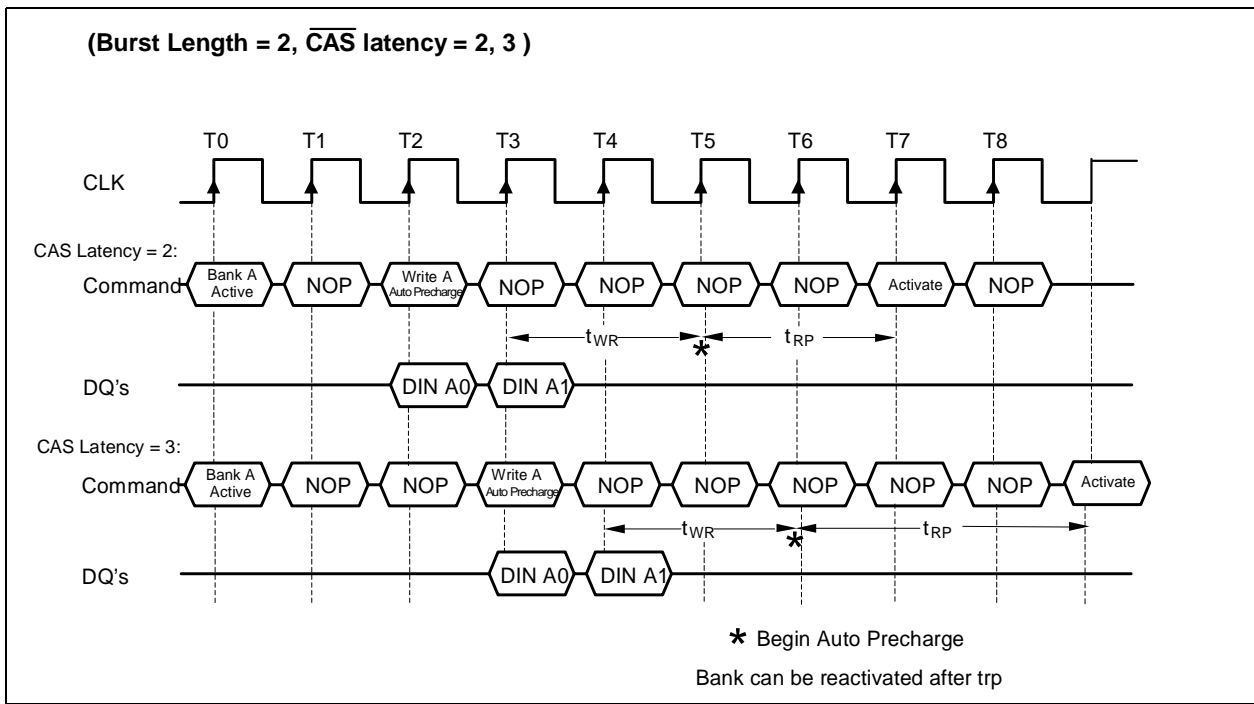 (Burst Length = 2, CAS latency = 2, 3 )
T0 T1 T2 T3 T4 T5 T6 T7 T8
CLK
CAS Latency = 2:
Command Bank A Active NOP Write A Auto Precharge NOP NOP NOP NOP Activate NOP
tWR * tRP
DQ's DIN A0 DIN A1
CAS Latency = 3:
Command Bank A Active NOP NOP Write A Auto Precharge NOP NOP NOP NOP NOP Activate
tWR * tRP
DQ's DIN A0 DIN A1
* Begin Auto Precharge
Bank can be reactivated after trp